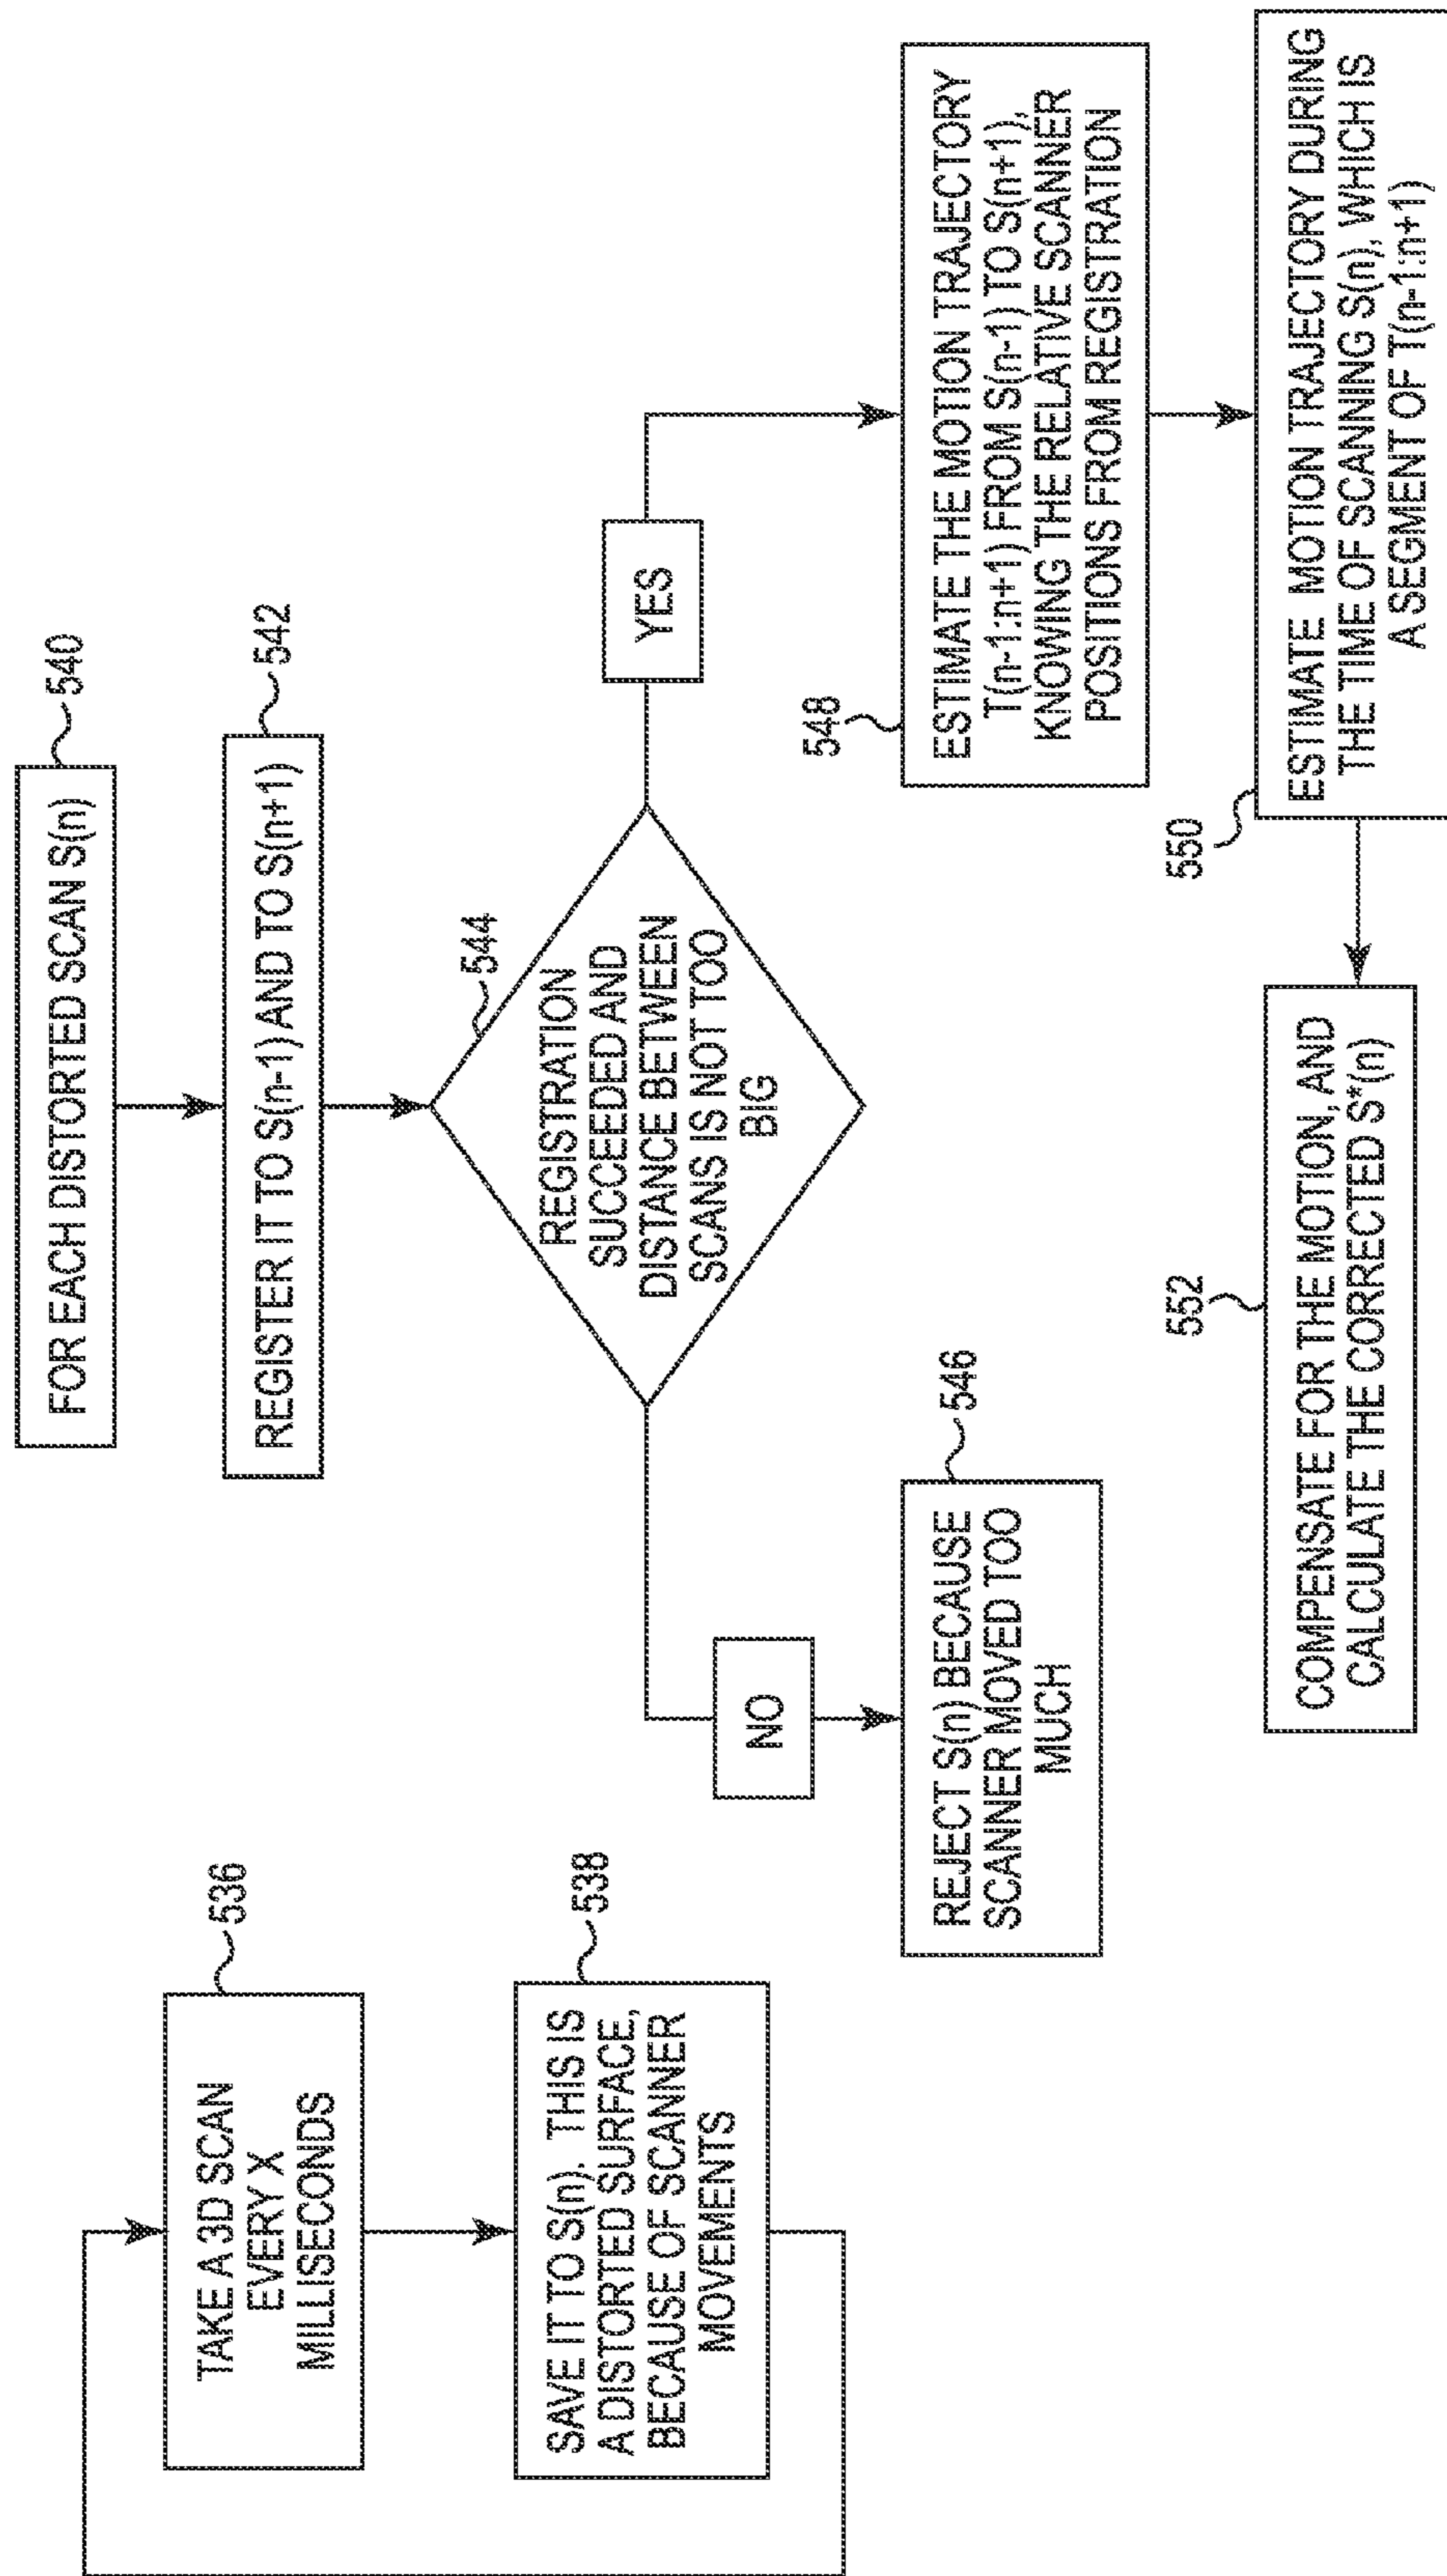 536
TAKE A 3D SCAN
EVERY X
MILLISECONDS
538
SAVE IT TO S(n). THIS IS
A DISTORTED SURFACE,
BECAUSE OF SCANNER
MOVEMENTS
540
FOR EACH DISTORTED SCAN S(n)
542
REGISTER IT TO S(n-1) AND TO S(n+1)
544
REGISTRATION
SUCCEEDED AND
DISTANCE BETWEEN
SCANS IS NOT TOO
BIG
NO
YES
546
REJECT S(n) BECAUSE
SCANNER MOVED TOO
MUCH
548
ESTIMATE THE MOTION TRAJECTORY
T(n-1:n+1) FROM S(n-1) TO S(n+1),
KNOWING THE RELATIVE SCANNER
POSITIONS FROM REGISTRATION
550
ESTIMATE MOTION TRAJECTORY DURING
THE TIME OF SCANNING S(n), WHICH IS
A SEGMENT OF T(n-1:n+1)
552
COMPENSATE FOR THE MOTION, AND
CALCULATE THE CORRECTED S*(n)